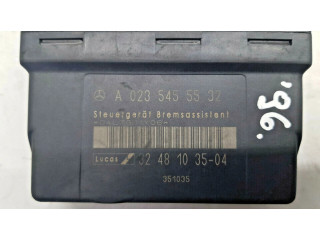 A 023 545 55 32
Steuergerät Bremsassistent
LUCAS 32 48 10 35-04
351035
'96.